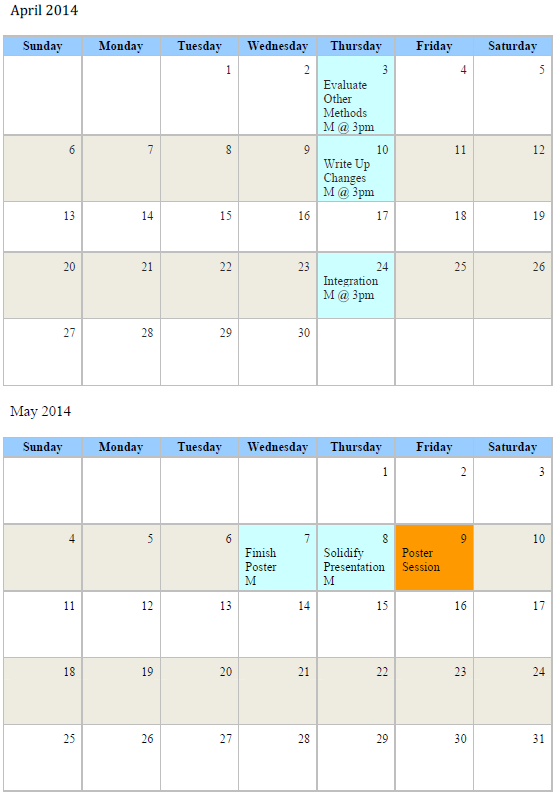 April 2014
Sunday Monday Tuesday Wednesday Thursday Friday Saturday
1 2 3 4 5
Evaluate
Other
Methods
M @ 3pm
6 7 8 9 10 11 12
Write Up
Changes
M @ 3pm
13 14 15 16 17 18 19
20 21 22 23 24 25 26
Integration
M @ 3pm
27 28 29 30
May 2014
Sunday Monday Tuesday Wednesday Thursday Friday Saturday
1 2 3
4 5 6 7 8 9 10
Finish Solidify Poster
Poster Presentation Session
M M
11 12 13 14 15 16 17
18 19 20 21 22 23 24
25 26 27 28 29 30 31